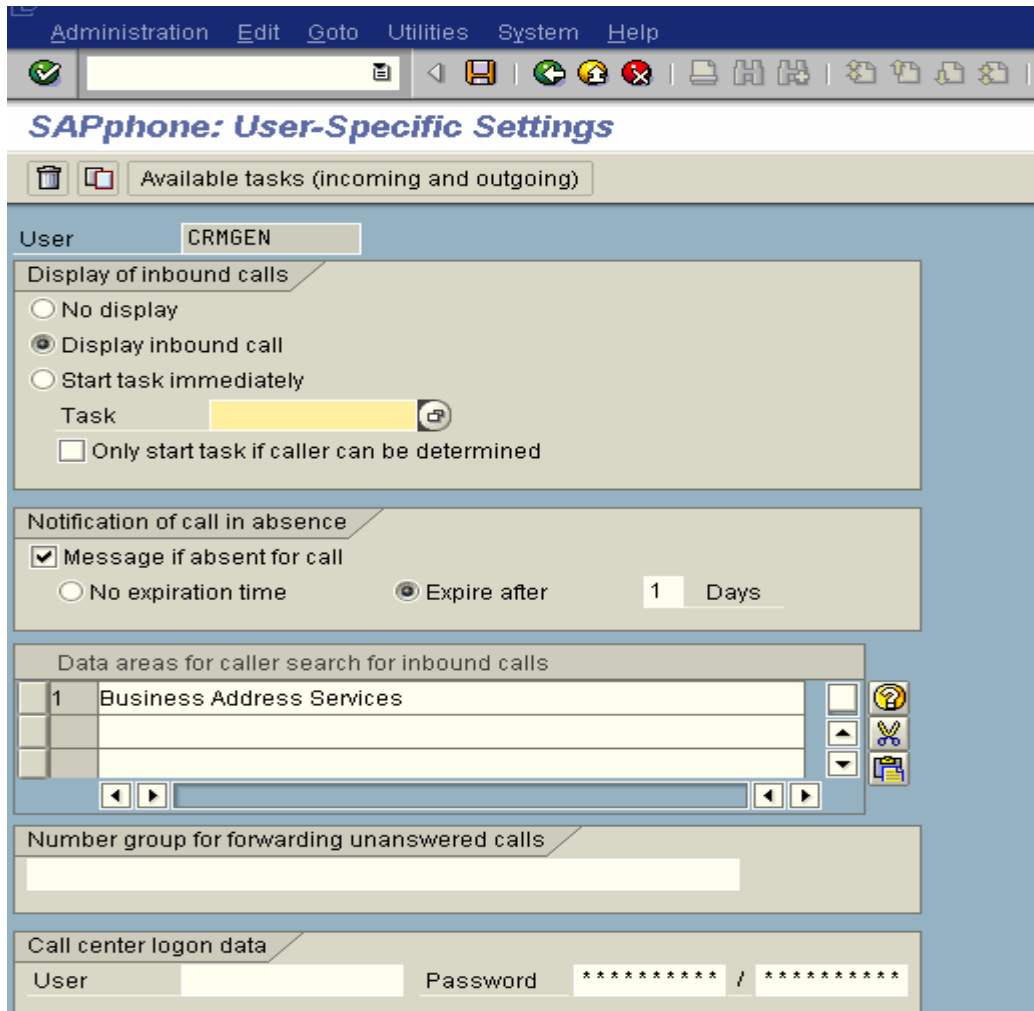 Administration Edit Goto Utilities System Help
SAPphone: User-Specific Settings
Available tasks (incoming and outgoing)
User CRMGEN
Display of inbound calls
No display
Display inbound call
Start task immediately
Task
Only start task if caller can be determined
Notification of call in absence
Message if absent for call
No expiration time Expire after 1 Days
Data areas for caller search for inbound calls
1 Business Address Services
Number group for forwarding unanswered calls
Call center logon data
User Password ********** / **********